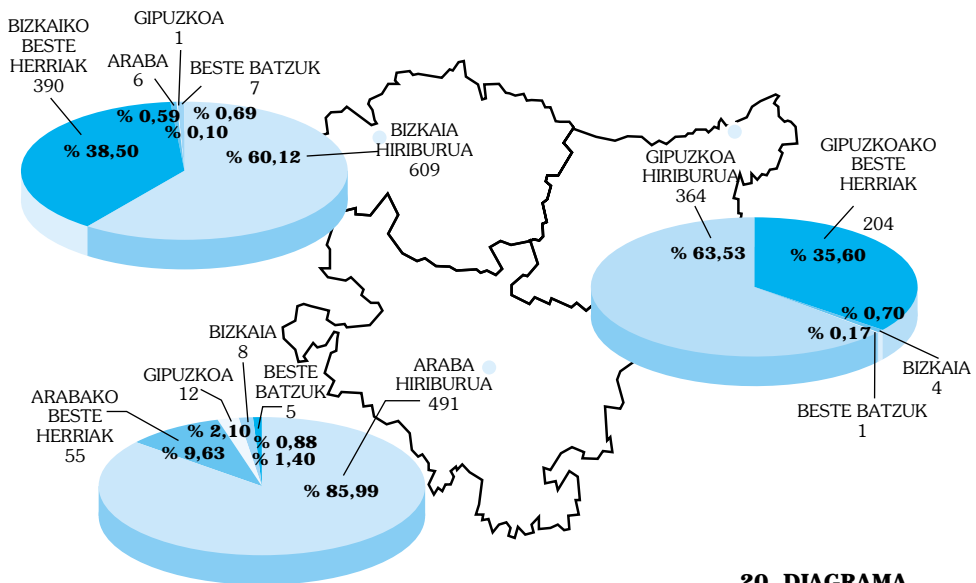 BIZKAIKO
BESTE
HERRIAK
390
GIPUZKOA
1
ARABA
6
BESTE BATZUK
7
% 0,59
% 0,69
% 0,10
% 38,50
% 60,12
BIZKAIA
HIRIBURUA
609
GIPUZKOA
HIRIBURUA
364
GIPUZKOAKO
BESTE
HERRIAK
204
% 63,53
% 35,60
% 0,70
% 0,17
BIZKAIA
4
BESTE BATZUK
1
BIZKAIA
8
GIPUZKOA
12
BESTE
BATZUK
5
ARABAKO
BESTE
HERRIAK
55
ARABA
HIRIBURUA
491
% 2,10
% 9,63
% 0,88
% 1,40
% 85,99
20. DIAGRAMA